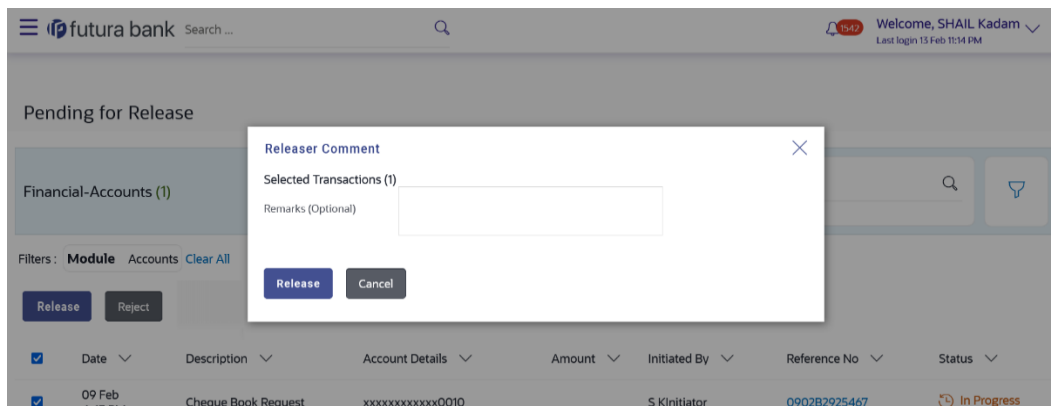 futura bank Search ... 1542 Welcome, SHAIL Kadam
Last login 13 Feb 11:14 PM
Pending for Release
Releaser Comment
Selected Transactions (1)
Financial-Accounts (1)
Remarks (Optional)
Filters : Module Accounts Clear All
Release Cancel
Release Reject
Date Description Account Details Amount Initiated By Reference No Status
09 Feb
Cheque Book Request xxxxxxxxxxxx0010 S KInitiator 0902B2925467 In Progress